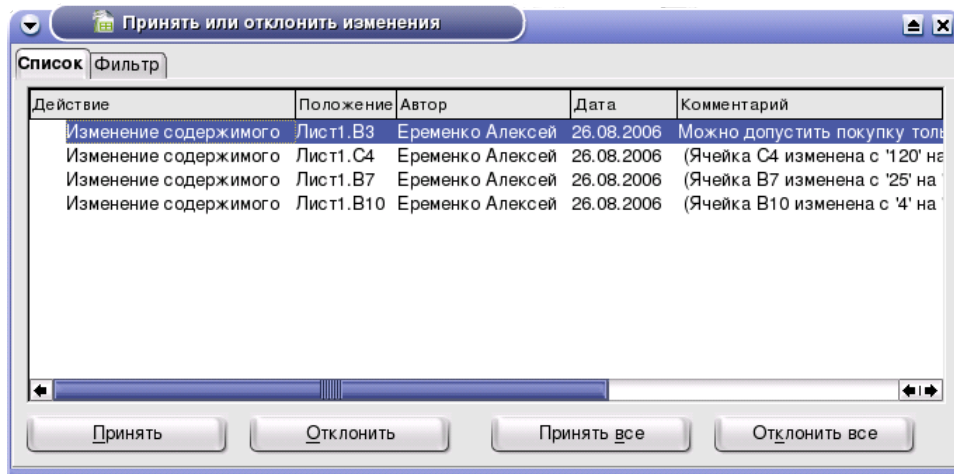 Принять или отклонить изменения
Список Фильтр
Действие Положение Автор Дата Комментарий
Изменение содержимого Лист1.B3 Еременко Алексей 26.08.2006 Можно допустить покупку
Изменение содержимого Лист1.C4 Еременко Алексей 26.08.2006 (Ячейка C4 изменена с '120' на
Изменение содержимого Лист1.B7 Еременко Алексей 26.08.2006 (Ячейка B7 изменена с '25' на '
Изменение содержимого Лист1.B10 Еременко Алексей 26.08.2006 (Ячейка B10 изменена с '4' на '
Принять Отклонить Принять все Отклонить все